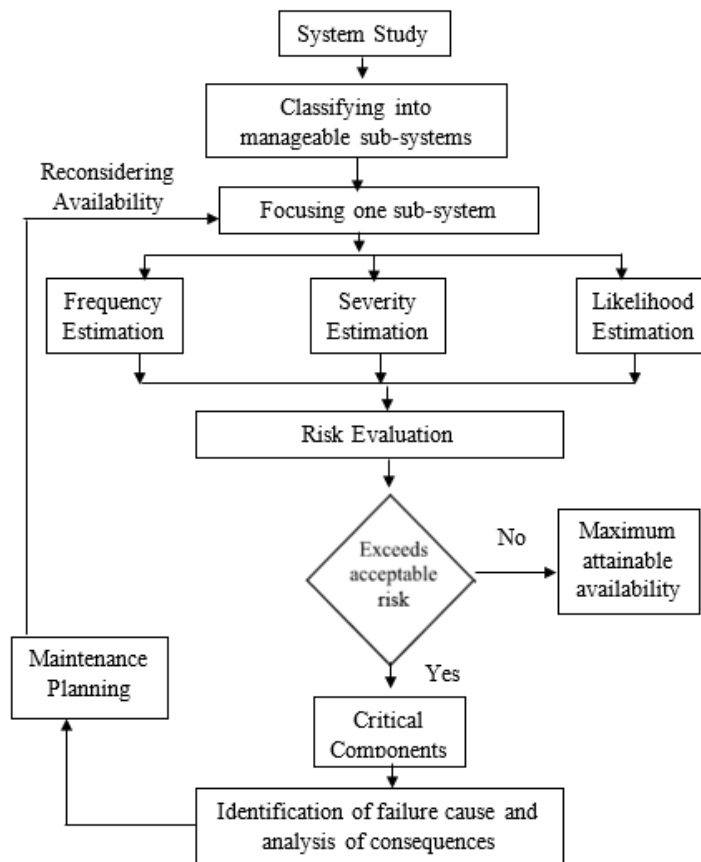 System Study
Classifying into
manageable sub-systems
Reconsidering
Availability
Focusing one sub-system
Frequency
Estimation
Severity
Estimation
Likelihood
Estimation
Risk Evaluation
Exceeds
acceptable
risk
No
Maximum
attainable
availability
Yes
Maintenance
Planning
Critical
Components
Identification of failure cause and
analysis of consequences